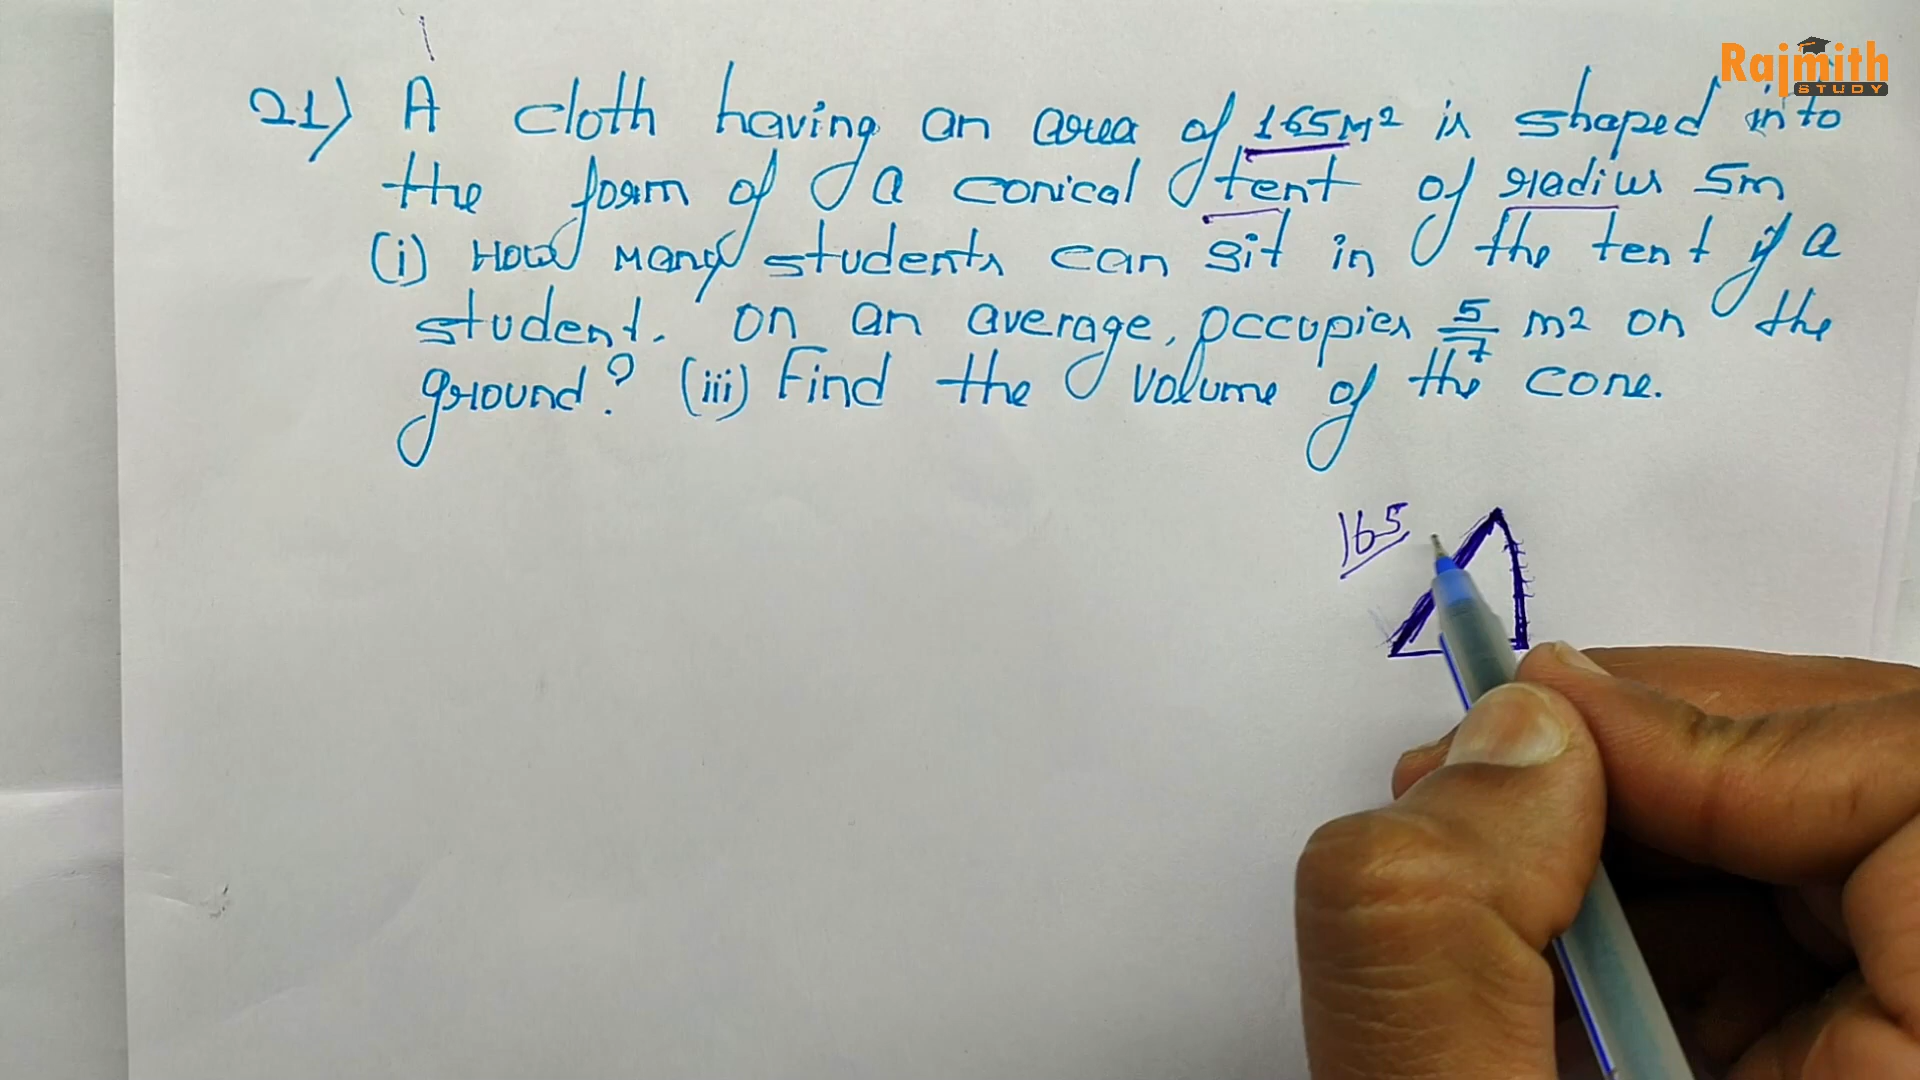 Rajmith
STUDY
21) A cloth having an area of 165M² is shaped into
the form of a conical tent of radius 5m
(i) How many students can sit in the tent if a
student. on an average, occupies 5/7 m² on the
ground? (iii) Find the volume of the cone.
165